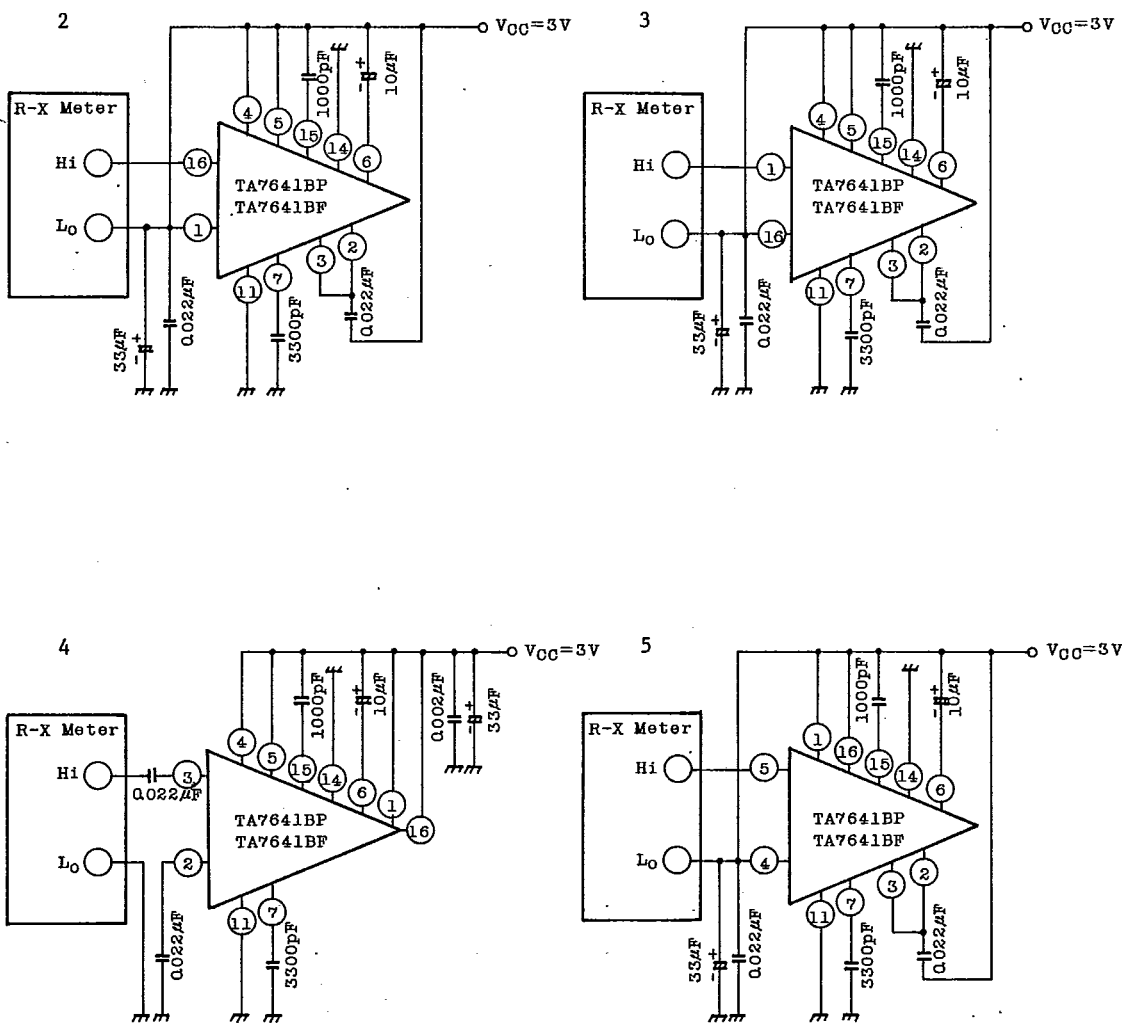 2
VCC=3V
R-X Meter
Hi
Lo
16
1
4
5
15
14
6
1000pF
10μF
- +
TA7641BP
TA7641BF
11
7
3
2
33μF
- +
0.022μF
3300pF
0.022μF
3
VCC=3V
R-X Meter
Hi
Lo
1
16
4
5
15
14
6
1000pF
10μF
- +
TA7641BP
TA7641BF
11
7
3
2
33μF
- +
0.022μF
3300pF
0.022μF
4
VCC=3V
R-X Meter
Hi
Lo
0.022μF
3
2
4
5
15
14
6
1
16
1000pF
10μF
- +
0.002μF
33μF
- +
TA7641BP
TA7641BF
11
7
0.022μF
3300pF
5
VCC=3V
R-X Meter
Hi
Lo
5
4
1
16
15
14
6
1000pF
10μF
- +
TA7641BP
TA7641BF
11
7
3
2
33μF
- +
0.022μF
3300pF
0.022μF